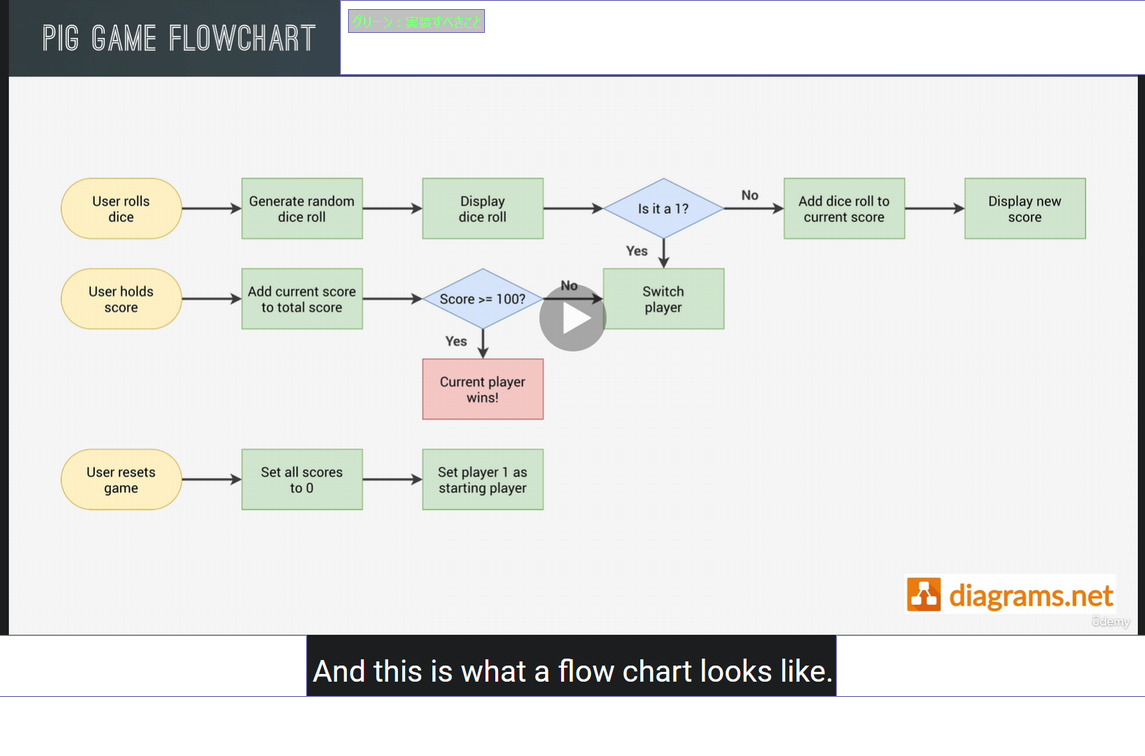 PIG GAME FLOWCHART
グリーン：実装すべきこと
User rolls
dice
Generate random
dice roll
Display
dice roll
Is it a 1?
No
Add dice roll to
current score
Display new
score
Yes
User holds
score
Add current score
to total score
Score >= 100?
No
Switch
player
Yes
Current player
wins!
User resets
game
Set all scores
to 0
Set player 1 as
starting player
diagrams.net
ûdemy
And this is what a flow chart looks like.